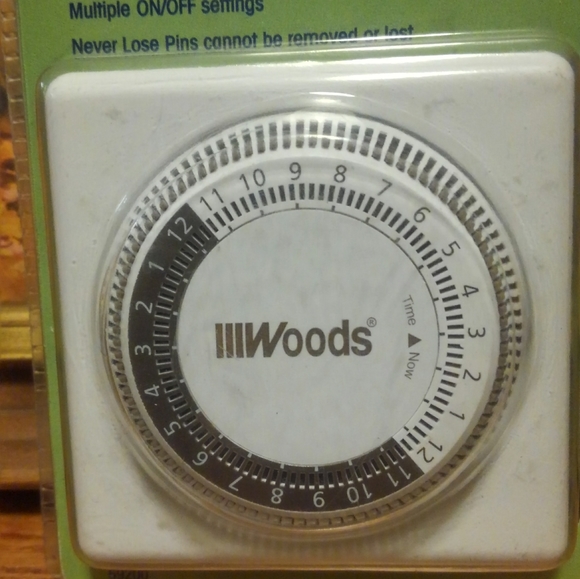 Multiple ON/OFF settings
Never Lose Pins cannot be removed or lost
12 11 10 9 8 7 6 5 4 3 2 1
12 11 10 9 8 7 6 5 4 3 2 1
Woods®
Time ▲ Now